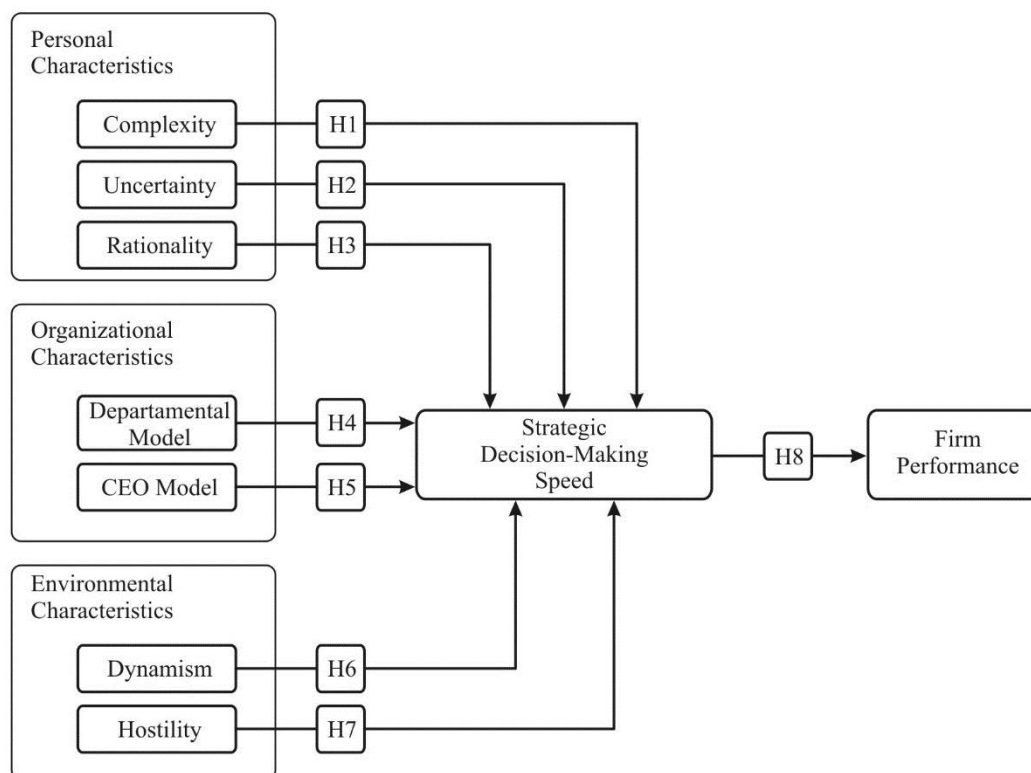 Personal
Characteristics
Complexity
H1
Uncertainty
H2
Rationality
H3
Organizational
Characteristics
Departamental
Model
H4
CEO Model
H5
Strategic
Decision-Making
Speed
H8
Firm
Performance
Environmental
Characteristics
Dynamism
H6
Hostility
H7